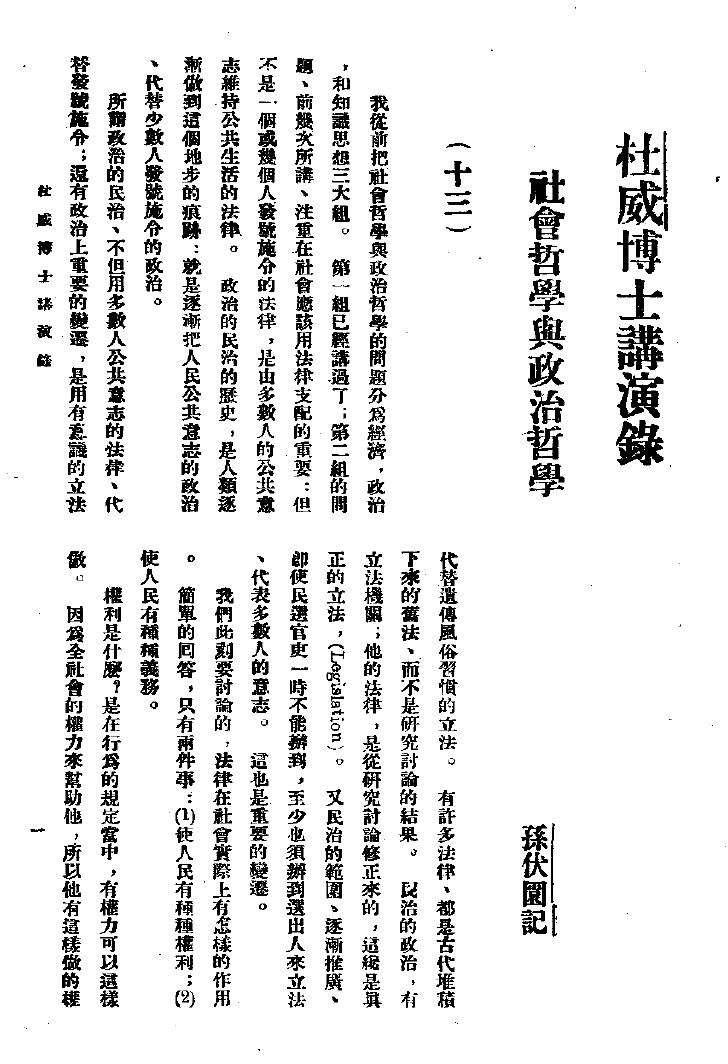 杜威博士講演錄
社會哲學與政治哲學
（十三）
孫伏園記
我從前把社會哲學與政治哲學的問題分爲經濟，政治
，和知識思想三大組。　第一組已經講過了；第二組的問
題、前幾次所講、注重在社會應該用法律支配的重要：但
不是一個或幾個人發號施令的法律，是由多數人的公共意
志維持公共生活的法律。　政治的民治的歷史，是人類逐
漸做到這個地步的痕跡：就是逐漸把人民公共意志的政治
、代替少數人發號施令的政治。
所謂政治的民治、不但用多數人公共意志的法律、代
替發號施令；還有政治上重要的變遷，是用有意識的立法
代替遺傳風俗習慣的立法。　有許多法律、都是古代堆積
下來的舊法、而不是研究討論的結果。　民治的政治，有
立法機關；他的法律，是從研究討論修正來的，這纔是眞
正的立法，(Legislation)。　又民治的範圍、逐漸推廣、
卽使民選官吏一時不能辦到，至少也須辦到選出人來立法
、代表多數人的意志。　這也是重要的變遷。
我們此刻要討論的，法律在社會實際上有怎樣的作用
。　簡單的回答，只有兩件事：(1)使人民有種種權利；(2)
使人民有種種義務。
權利是什麽？是在行爲的規定當中，有權力可以這樣
做。　因爲全社會的權力來幫助他，所以他有這樣做的權
杜威博士講演錄
一